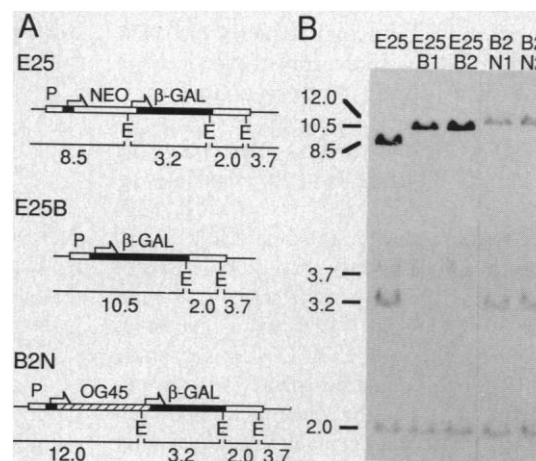 A
E25
P NEO β-GAL
E E E
8.5 3.2 2.0 3.7
E25B
P β-GAL
E E
10.5 2.0 3.7
B2N
P OG45 β-GAL
E E E
12.0 3.2 2.0 3.7
B
E25 E25 E25 B2 B2
B1 B2 N1 N2
12.0
10.5
8.5
3.7
3.2
2.0